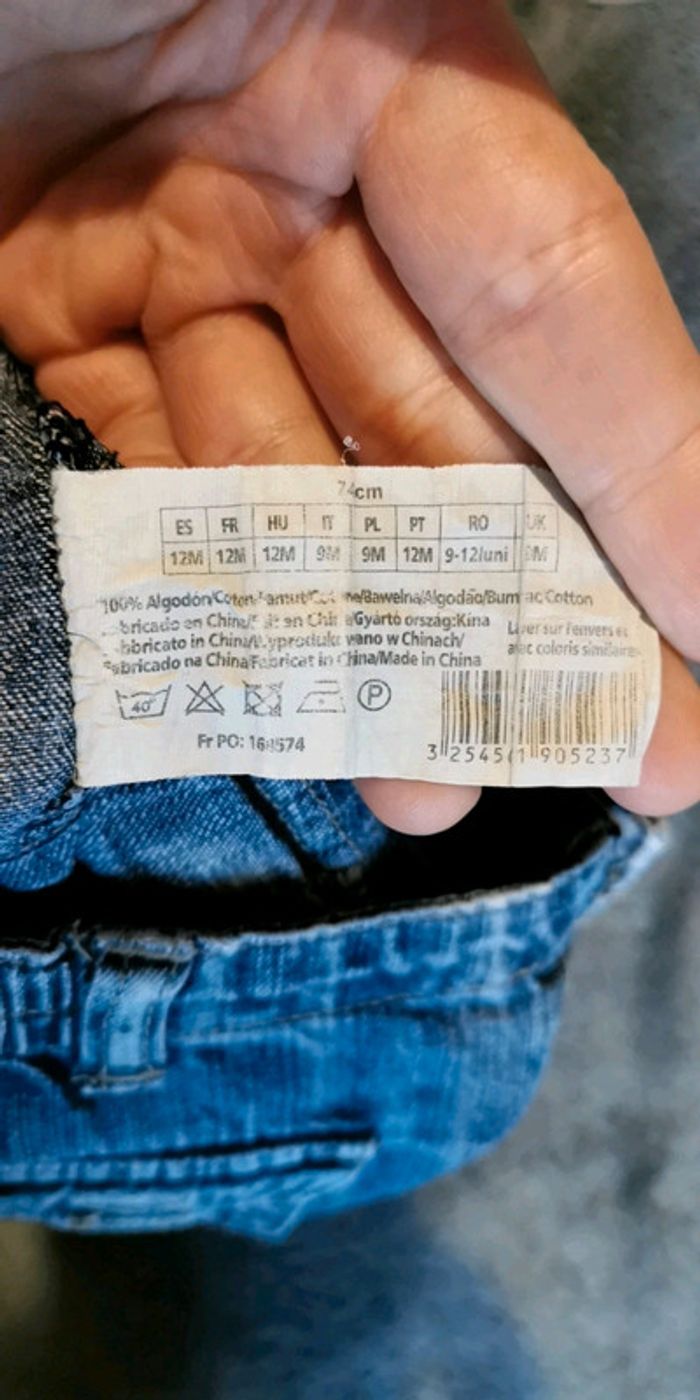 74cm
ES FR HU IT PL PT RO UK
12M 12M 12M 9M 9M 12M 9-12luni
100% Algodón/Coton/Pamut/Cotone/Bawelna/Algodão/Bumbac Cotton
Fabricado en China/Fait en Chine/Gyártó ország:Kína
Fabbricato in China/Wyprodukowano w Chinach/
Fabricado na China/Fabricat in China/Made in China
Laver sur l'envers et
avec coloris similaires
40°
P
Fr PO:
3 25451 905237